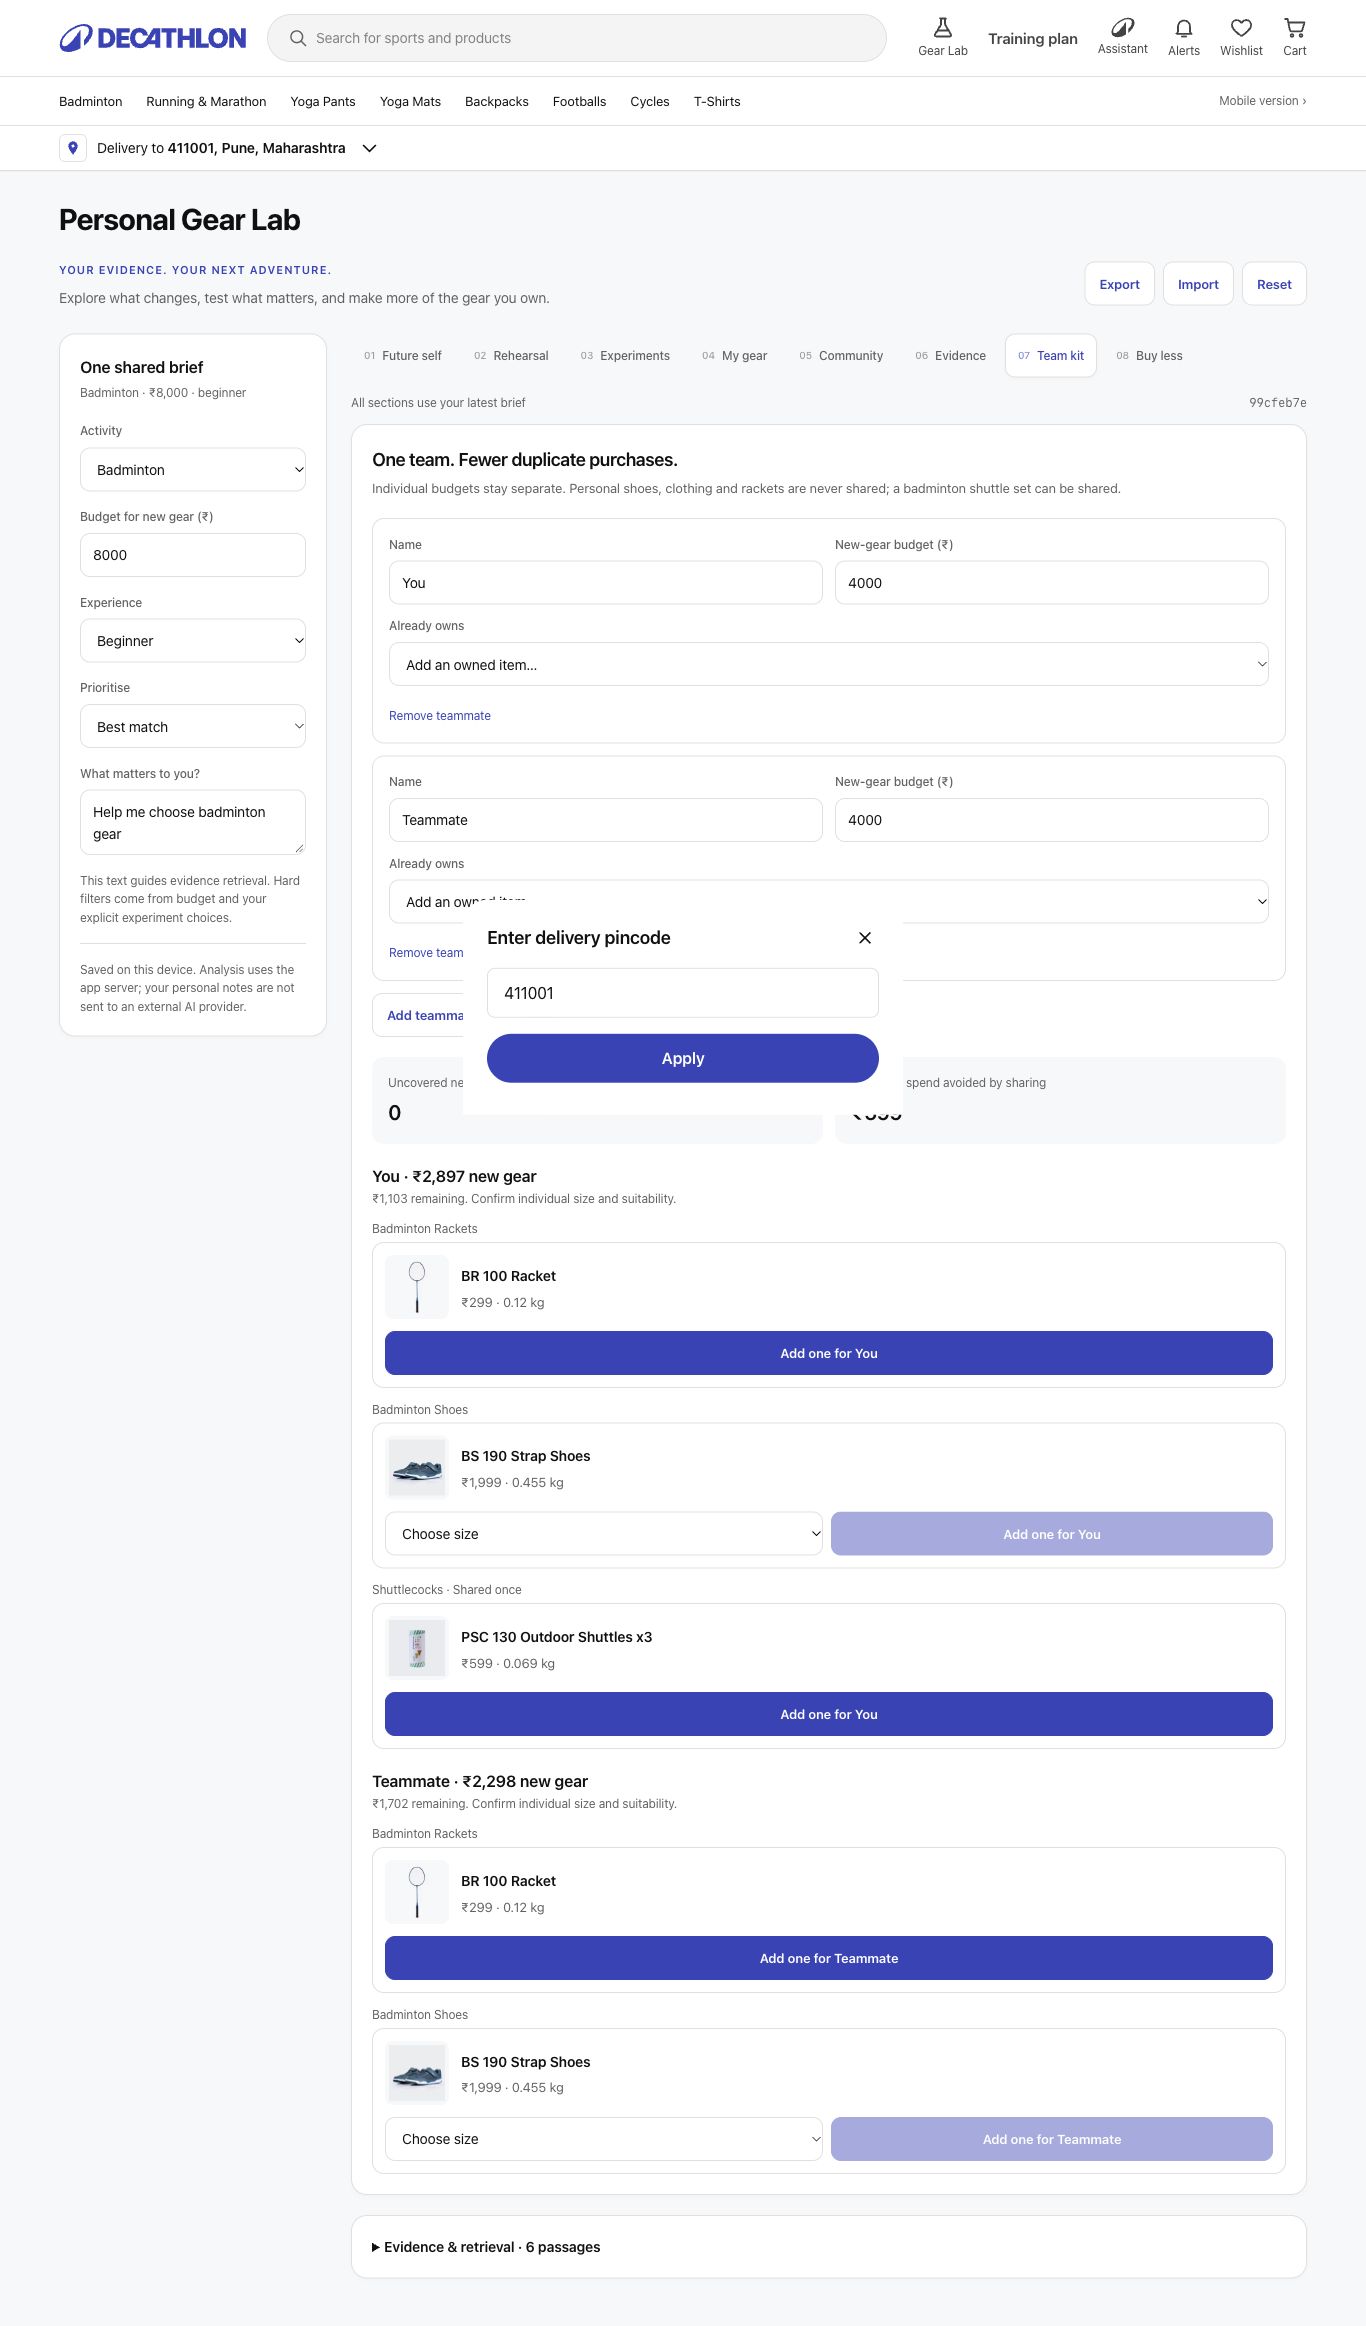 DECATHLON
Search for sports and products
Gear Lab
Training plan
Assistant
Alerts
Wishlist
Cart
Badminton
Running & Marathon
Yoga Pants
Yoga Mats
Backpacks
Footballs
Cycles
T-Shirts
Mobile version ›
Delivery to 411001, Pune, Maharashtra
Personal Gear Lab
YOUR EVIDENCE. YOUR NEXT ADVENTURE.
Explore what changes, test what matters, and make more of the gear you own.
Export
Import
Reset
One shared brief
Badminton · ₹8,000 · beginner
Activity
Badminton
Budget for new gear (₹)
8000
Experience
Beginner
Prioritise
Best match
What matters to you?
Help me choose badminton
gear
This text guides evidence retrieval. Hard
filters come from budget and your
explicit experiment choices.
Saved on this device. Analysis uses the
app server; your personal notes are not
sent to an external AI provider.
01 Future self
02 Rehearsal
03 Experiments
04 My gear
05 Community
06 Evidence
07 Team kit
08 Buy less
All sections use your latest brief
99cfeb7e
One team. Fewer duplicate purchases.
Individual budgets stay separate. Personal shoes, clothing and rackets are never shared; a badminton shuttle set can be shared.
Name
New-gear budget (₹)
You
4000
Already owns
Add an owned item...
Remove teammate
Name
New-gear budget (₹)
Teammate
4000
Already owns
Add an owned item
Remove team
Enter delivery pincode
411001
Apply
Add teamma
Uncovered ne
0
spend avoided by sharing
You · ₹2,897 new gear
₹1,103 remaining. Confirm individual size and suitability.
Badminton Rackets
BR 100 Racket
₹299 · 0.12 kg
Add one for You
Badminton Shoes
BS 190 Strap Shoes
₹1,999 · 0.455 kg
Choose size
Add one for You
Shuttlecocks · Shared once
PSC 130 Outdoor Shuttles x3
₹599 · 0.069 kg
Add one for You
Teammate · ₹2,298 new gear
₹1,702 remaining. Confirm individual size and suitability.
Badminton Rackets
BR 100 Racket
₹299 · 0.12 kg
Add one for Teammate
Badminton Shoes
BS 190 Strap Shoes
₹1,999 · 0.455 kg
Choose size
Add one for Teammate
Evidence & retrieval · 6 passages